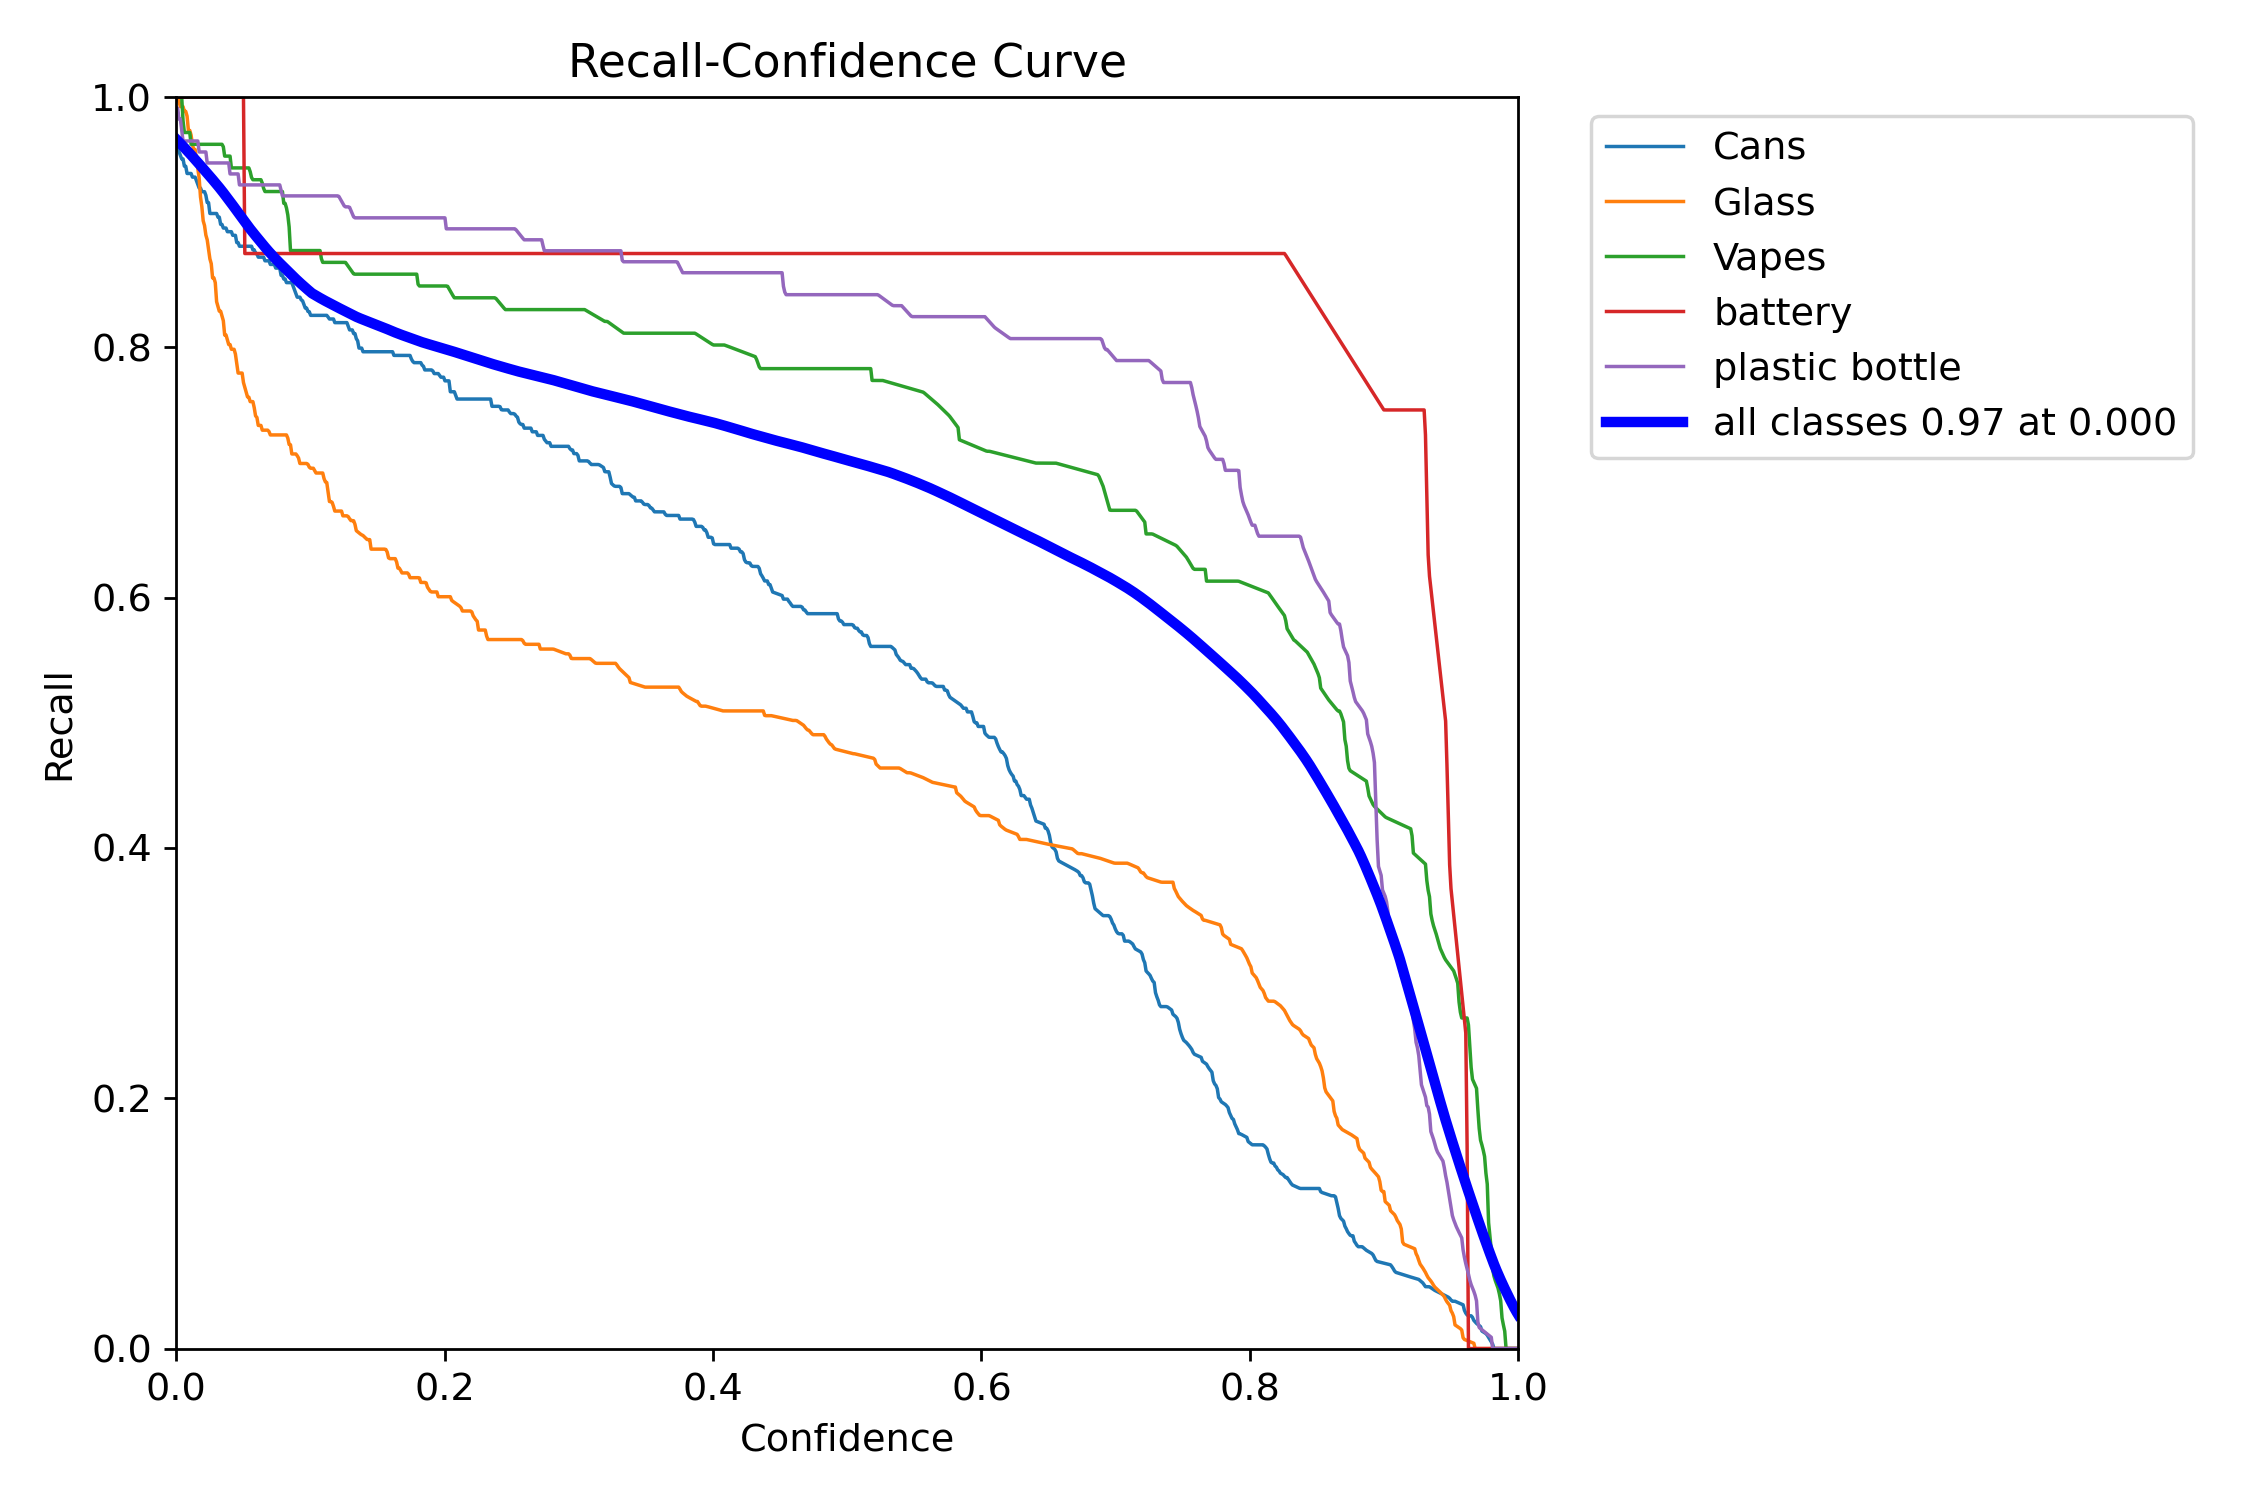 Recall-Confidence Curve
1.0
0.8
0.6
0.4
0.2
0.0
Recall
0.0 0.2 0.4 0.6 0.8 1.0
Confidence
Cans
Glass
Vapes
battery
plastic bottle
all classes 0.97 at 0.000